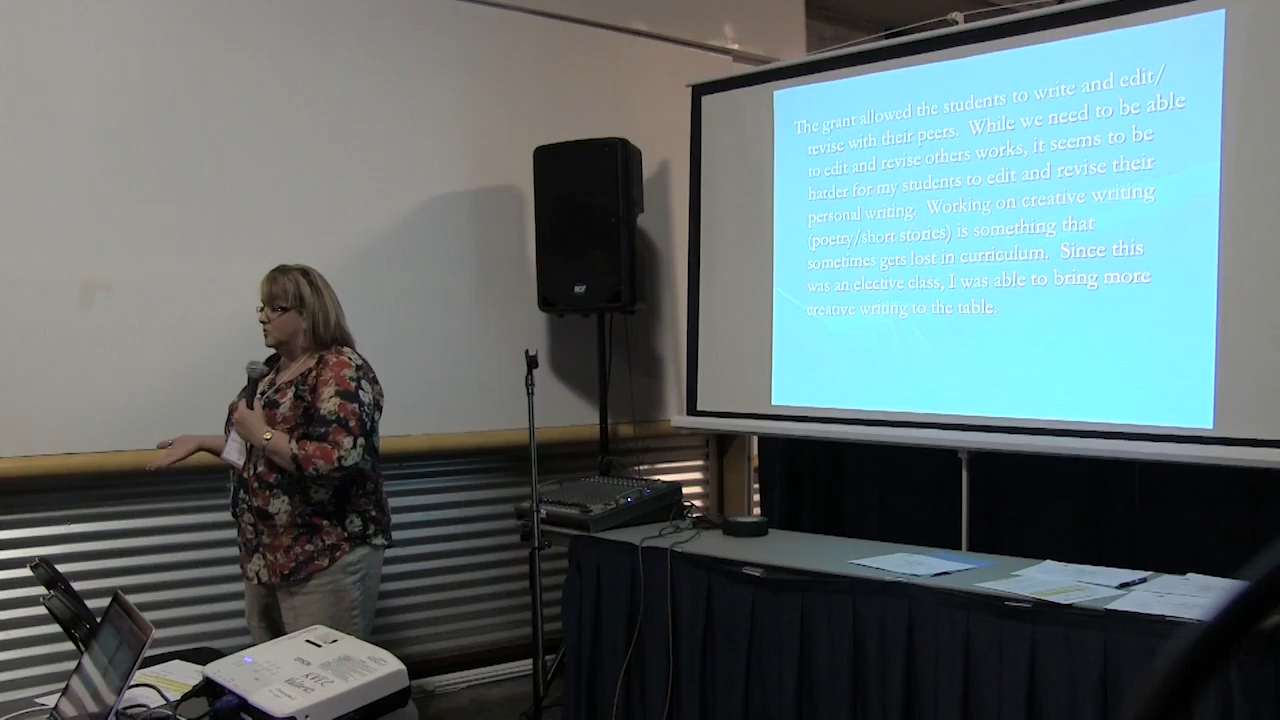 The grant allowed the students to write and edit/
revise with their peers. While we need to be able
to edit and revise others works, it seems to be
harder for my students to edit and revise their
personal writing. Working on creative writing
(poetry/short stories) is something that
sometimes gets lost in curriculum. Since this
was an elective class, I was able to bring more
creative writing to the table.
RCF
EPSON
KVEC